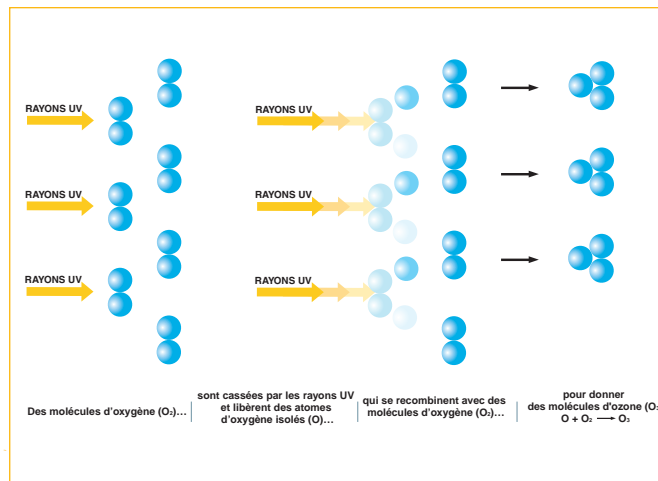 RAYONS UV
RAYONS UV
RAYONS UV
RAYONS UV
RAYONS UV
RAYONS UV
Des molécules d'oxygène (O₂)...
sont cassées par les rayons UV
et libèrent des atomes
d'oxygène isolés (O)...
qui se recombinent avec des
molécules d'oxygène (O₂)...
pour donner
des molécules d'ozone (O₃
O + O₂ → O₃